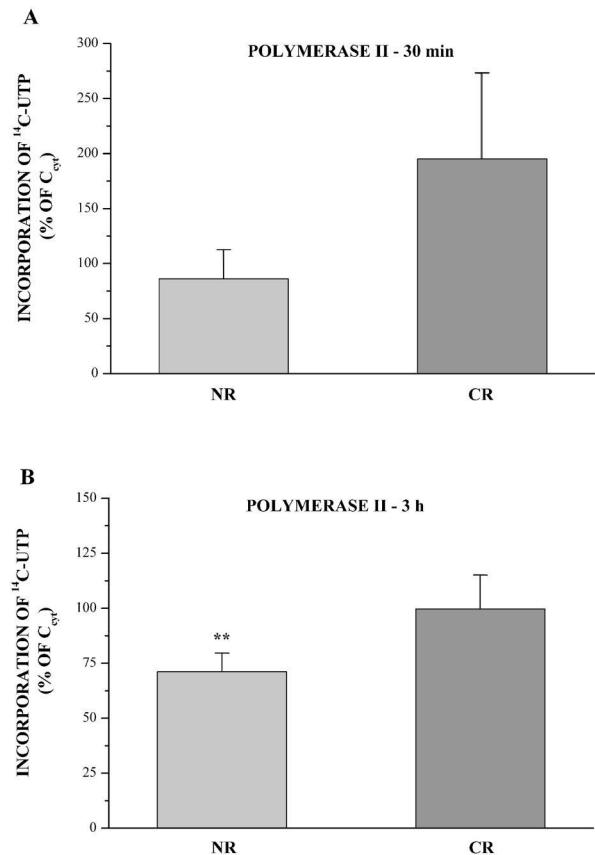 A
POLYMERASE II - 30 min
INCORPORATION OF ¹⁴C-UTP
(% OF Ccyt)
300
250
200
150
100
50
0
NR
CR
B
POLYMERASE II - 3 h
INCORPORATION OF ¹⁴C-UTP
(% OF Ccyt)
150
125
100
75
50
25
0
**
NR
CR